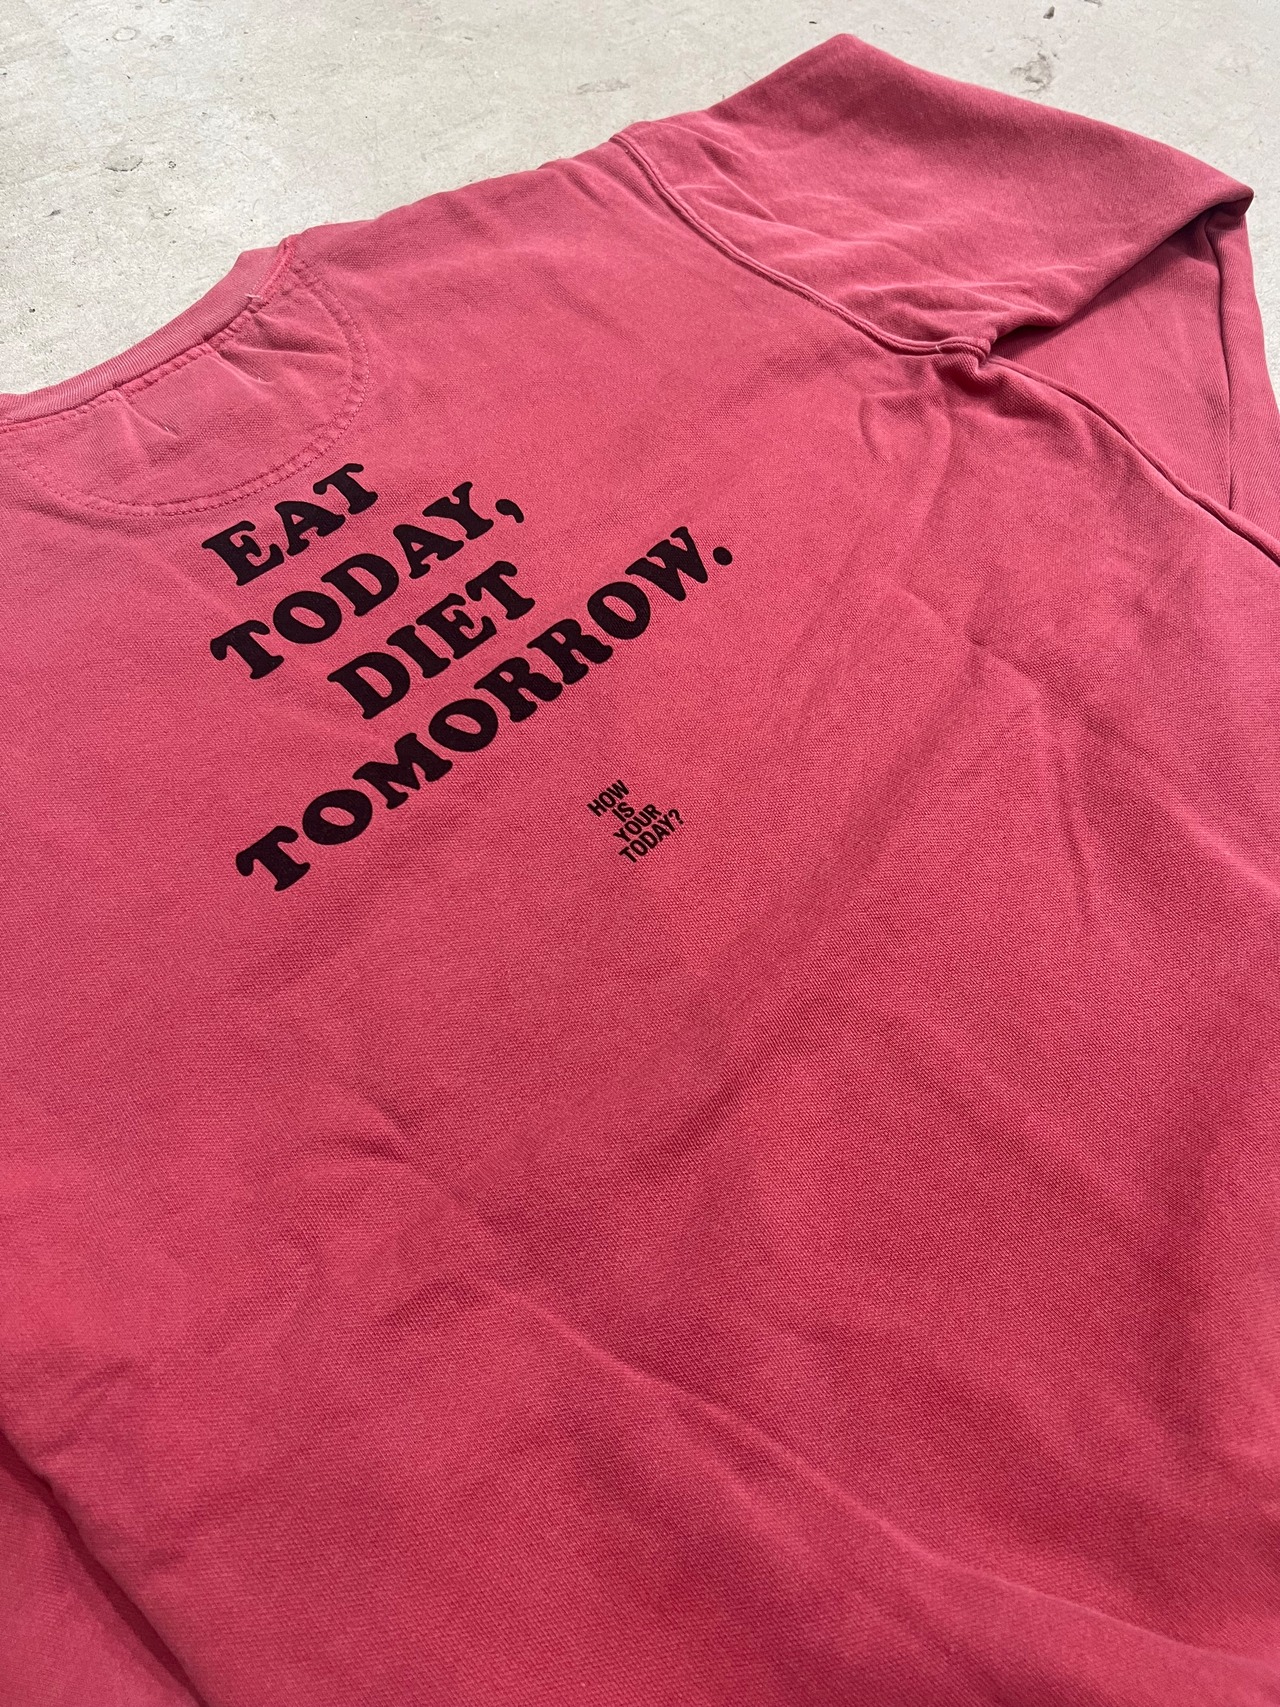 EAT
TODAY,
DIET
TOMORROW.
HOW
IS
YOUR
TODAY?